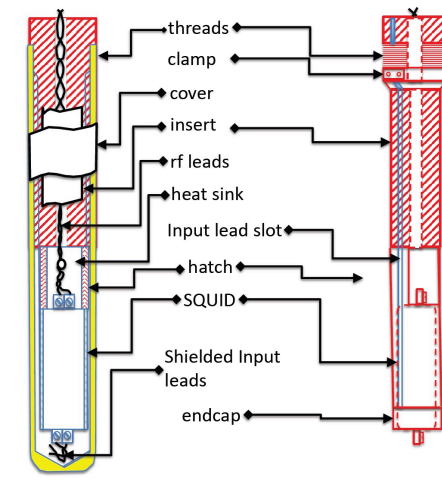 threads
clamp
cover
insert
rf leads
heat sink
Input lead slot
hatch
SQUID
Shielded Input
leads
endcap